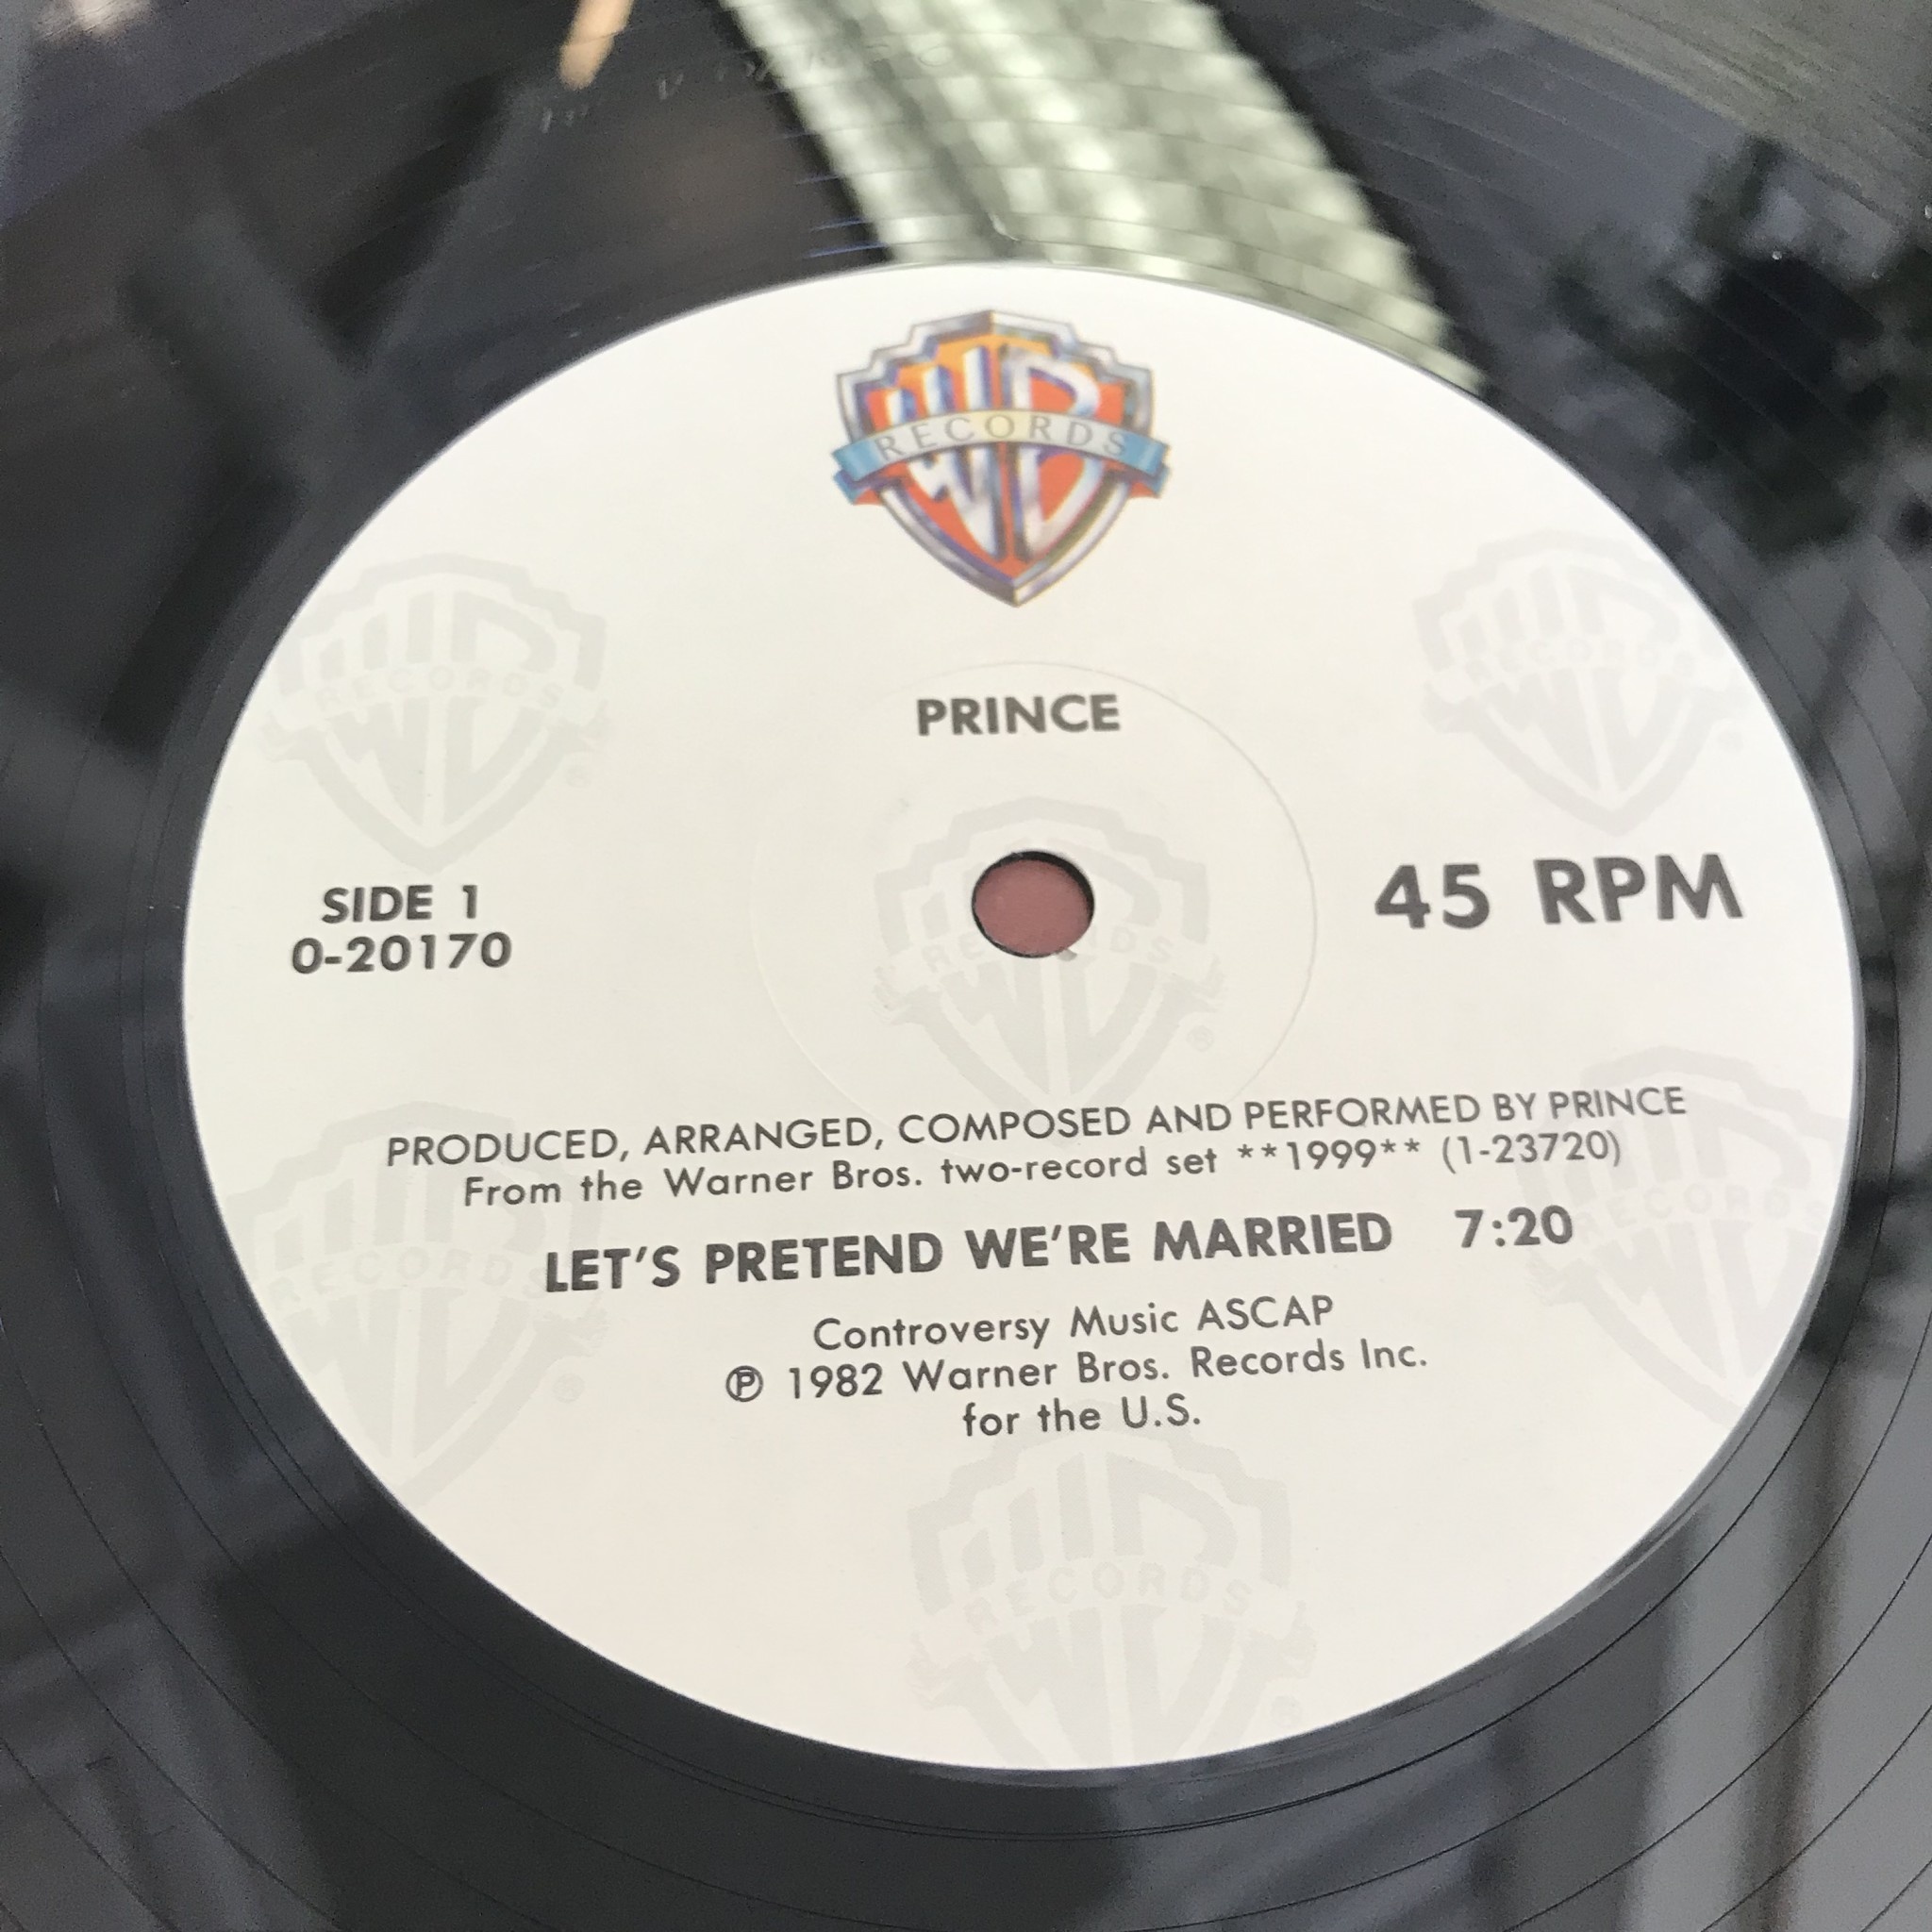 RECORDS
PRINCE
SIDE 1
0-20170
45 RPM
PRODUCED, ARRANGED, COMPOSED AND PERFORMED BY PRINCE
From the Warner Bros. two-record set **1999** (1-23720)
LET'S PRETEND WE'RE MARRIED 7:20
Controversy Music ASCAP
℗ 1982 Warner Bros. Records Inc.
for the U.S.